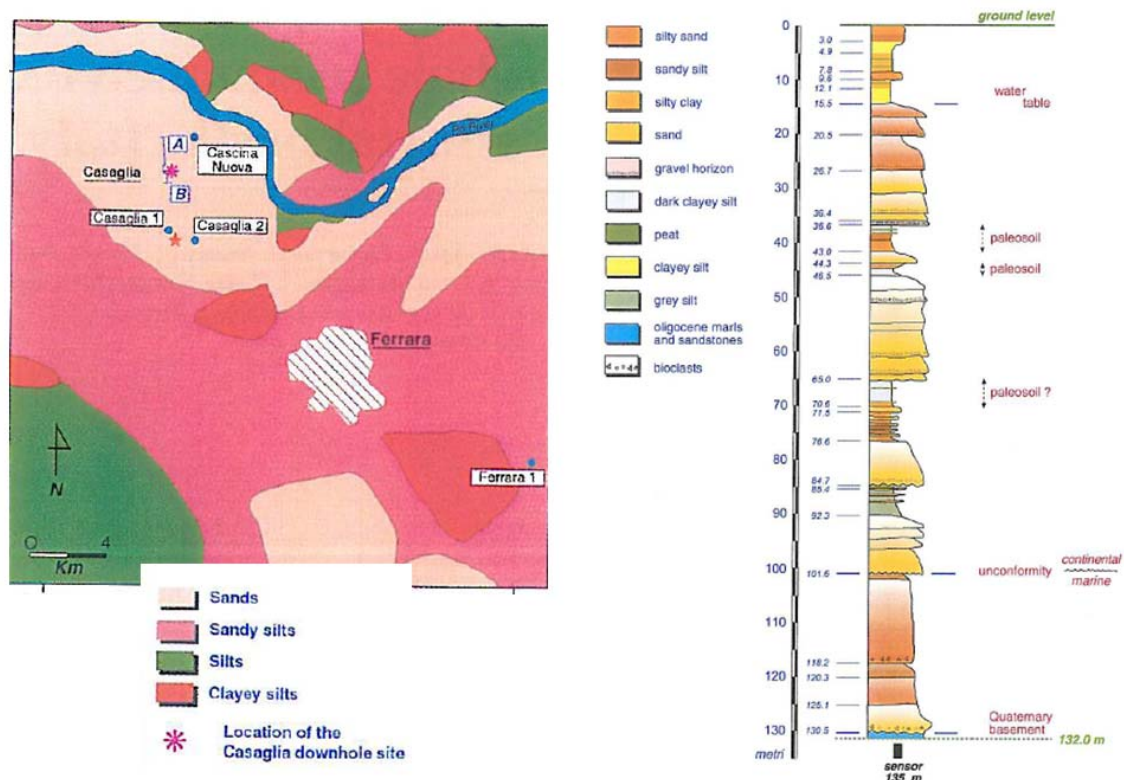 A
Cascina
Nuova
Casaglia
B
Casaglia 1
Casaglia 2
Ferrara
Ferrara 1
N
0 4
Km
Sands
Sandy silts
Silts
Clayey silts
Location of the
Casaglia downhole site
silty sand
sandy silt
silty clay
sand
gravel horizon
dark clayey silt
peat
clayey silt
grey silt
oligocene marls
and sandstones
bioclasts
0
10
20
30
40
50
60
70
80
90
100
110
120
130
metri
3.0
4.9
7.8
9.6
12.1
15.5
20.5
26.7
36.4
36.6
43.0
44.3
46.5
65.0
70.6
71.5
76.6
84.7
85.4
92.3
101.6
118.2
120.3
125.1
130.5
ground level
water
table
paleosoil
paleosoil
paleosoil ?
unconformity
continental
marine
Quaternary
basement
132.0 m
sensor
135 m